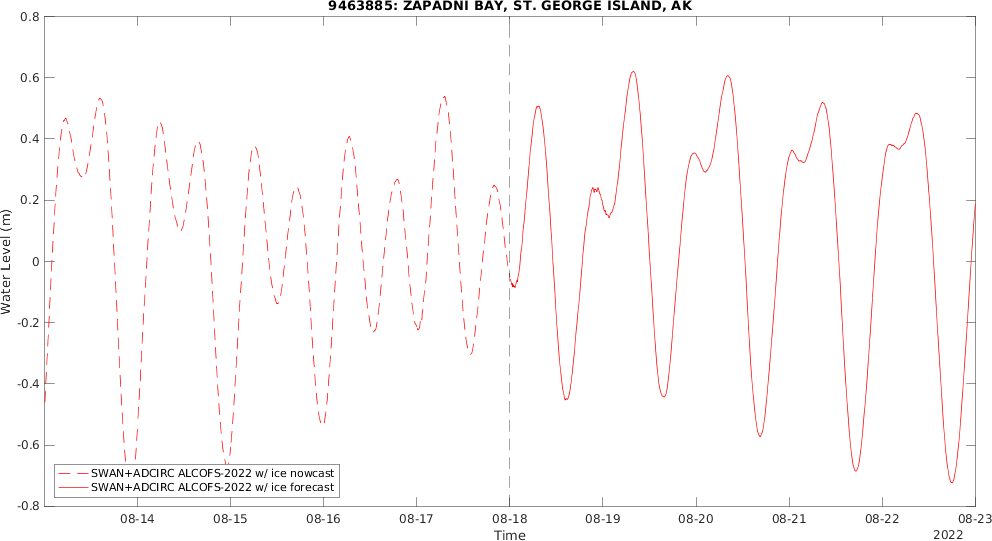 9463885: ZAPADNI BAY, ST. GEORGE ISLAND, AK
0.8
0.6
0.4
0.2
0
-0.2
-0.4
-0.6
-0.8
Water Level (m)
SWAN+ADCIRC ALCOFS-2022 w/ ice nowcast
SWAN+ADCIRC ALCOFS-2022 w/ ice forecast
08-14 08-15 08-16 08-17 08-18 08-19 08-20 08-21 08-22 08-23
Time
2022